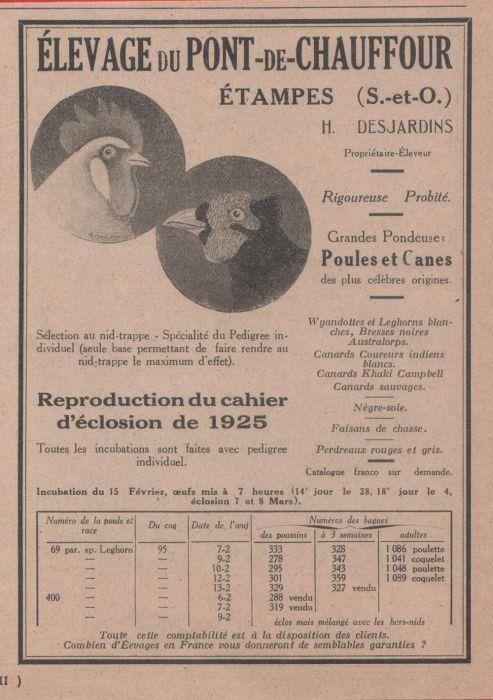 ÉLEVAGE DU PONT-DE-CHAUFFOUR
ÉTAMPES (S.-et-O.)
H. DESJARDINS
Propriétaire-Éleveur
Rigoureuse Probité.
Grandes Pondeuses
Poules et Canes
des plus célèbres origines.
Wyandottes et Leghorns blan-
ches, Bresses noires
Australorps.
Canards Coureurs indiens
blancs.
Canards Khaki Campbell
Canards sauvages.
Nègre-soie.
Faisans de chasse.
Perdreaux rouges et gris.
Catalogue franco sur demande.
Sélection au nid-trappe - Spécialité du Pedigree in-
dividuel (seule base permettant de faire rendre au
nid-trappe le maximum d'effet).
Reproduction du cahier
d'éclosion de 1925
Toutes les incubations sont faites avec pedigree
individuel.
Incubation du 15 Février, œufs mis à 7 heures (14° jour le 28, 18° jour le 4,
éclosion 7 et 8 Mars).
Numéro de la poule et race | Du coq | Date de l'œuf | Numéros des bagues
des poussins | à 3 semaines | adultes
69 par. sp. Leghorn 95 7-2 333 328 1 086 poulette
— — 9-2 278 347 1 041 coquelet
— — 10-2 295 343 1 048 poulette
— — 12-2 301 359 1 089 coquelet
— — 13-2 329 327 vendu
400 — 6-2 288 vendu
— — 7-2 319 vendu
— — 9-2
éclos mais mélangé avec les hors-nids
Toute cette comptabilité est à la disposition des clients.
Combien d'Eevages en France vous donneront de semblables garanties ?
II )